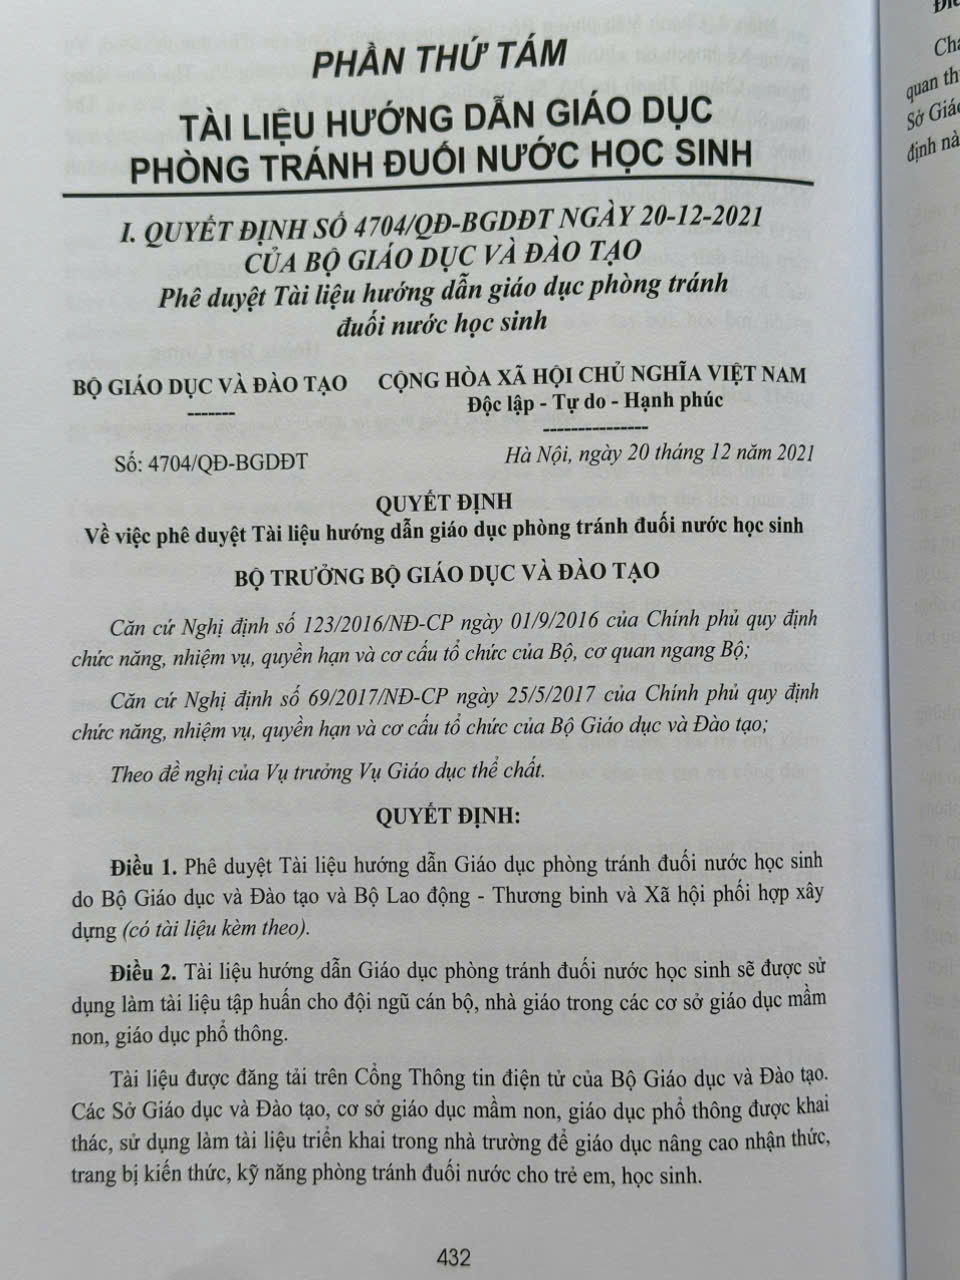 PHẦN THỨ TÁM
TÀI LIỆU HƯỚNG DẪN GIÁO DỤC
PHÒNG TRÁNH ĐUỐI NƯỚC HỌC SINH
I. QUYẾT ĐỊNH SỐ 4704/QĐ-BGDĐT NGÀY 20-12-2021
CỦA BỘ GIÁO DỤC VÀ ĐÀO TẠO
Phê duyệt Tài liệu hướng dẫn giáo dục phòng tránh
đuối nước học sinh
BỘ GIÁO DỤC VÀ ĐÀO TẠO
-------
Số: 4704/QĐ-BGDĐT
CỘNG HÒA XÃ HỘI CHỦ NGHĨA VIỆT NAM
Độc lập - Tự do - Hạnh phúc
---------------
Hà Nội, ngày 20 tháng 12 năm 2021
QUYẾT ĐỊNH
Về việc phê duyệt Tài liệu hướng dẫn giáo dục phòng tránh đuối nước học sinh
BỘ TRƯỞNG BỘ GIÁO DỤC VÀ ĐÀO TẠO
Căn cứ Nghị định số 123/2016/NĐ-CP ngày 01/9/2016 của Chính phủ quy định
chức năng, nhiệm vụ, quyền hạn và cơ cấu tổ chức của Bộ, cơ quan ngang Bộ;
Căn cứ Nghị định số 69/2017/NĐ-CP ngày 25/5/2017 của Chính phủ quy định
chức năng, nhiệm vụ, quyền hạn và cơ cấu tổ chức của Bộ Giáo dục và Đào tạo;
Theo đề nghị của Vụ trưởng Vụ Giáo dục thể chất.
QUYẾT ĐỊNH:
Điều 1. Phê duyệt Tài liệu hướng dẫn Giáo dục phòng tránh đuối nước học sinh
do Bộ Giáo dục và Đào tạo và Bộ Lao động - Thương binh và Xã hội phối hợp xây
dựng (có tài liệu kèm theo).
Điều 2. Tài liệu hướng dẫn Giáo dục phòng tránh đuối nước học sinh sẽ được sử
dụng làm tài liệu tập huấn cho đội ngũ cán bộ, nhà giáo trong các cơ sở giáo dục mầm
non, giáo dục phổ thông.
Tài liệu được đăng tải trên Cổng Thông tin điện tử của Bộ Giáo dục và Đào tạo.
Các Sở Giáo dục và Đào tạo, cơ sở giáo dục mầm non, giáo dục phổ thông được khai
thác, sử dụng làm tài liệu triển khai trong nhà trường để giáo dục nâng cao nhận thức,
trang bị kiến thức, kỹ năng phòng tránh đuối nước cho trẻ em, học sinh.
432
quan th
Sở Giáo
định nà